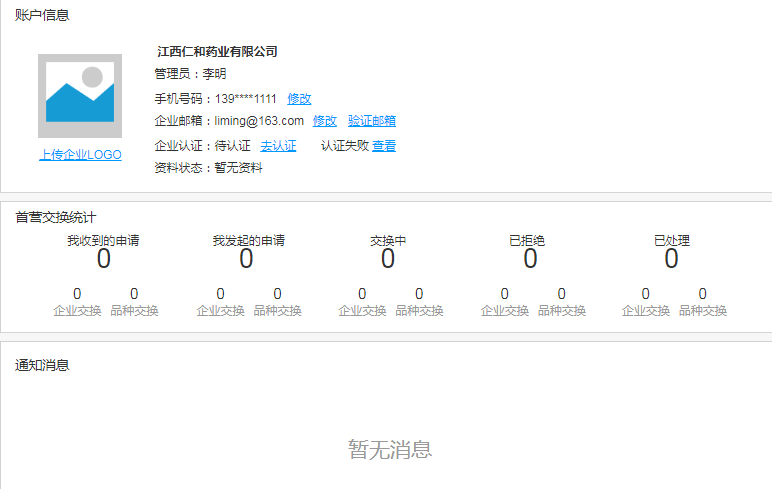 账户信息
江西仁和药业有限公司
管理员：李明
手机号码：139****1111 修改
企业邮箱：liming@163.com 修改 验证邮箱
上传企业LOGO
企业认证：待认证 去认证 认证失败 查看
资料状态：暂无资料
首营交换统计
我收到的申请 我发起的申请 交换中 已拒绝 已处理
0 0 0 0 0
0 0 0 0 0 0 0 0 0 0
企业交换 品种交换 企业交换 品种交换 企业交换 品种交换 企业交换 品种交换 企业交换 品种交换
通知消息
暂无消息